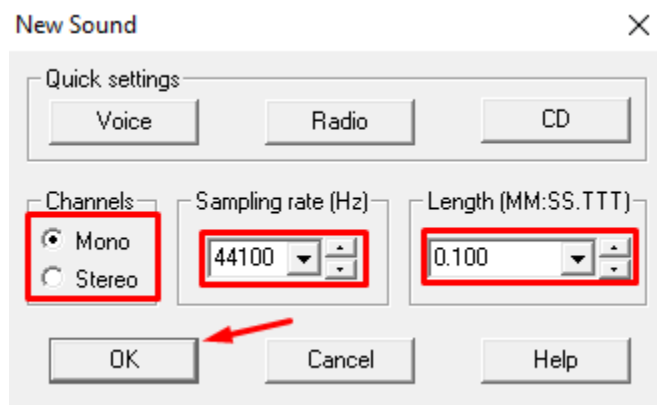 New Sound
Quick settings
Voice Radio CD
Channels Sampling rate (Hz) Length (MM:SS.TTT)
Mono 44100 0.100
Stereo
OK Cancel Help